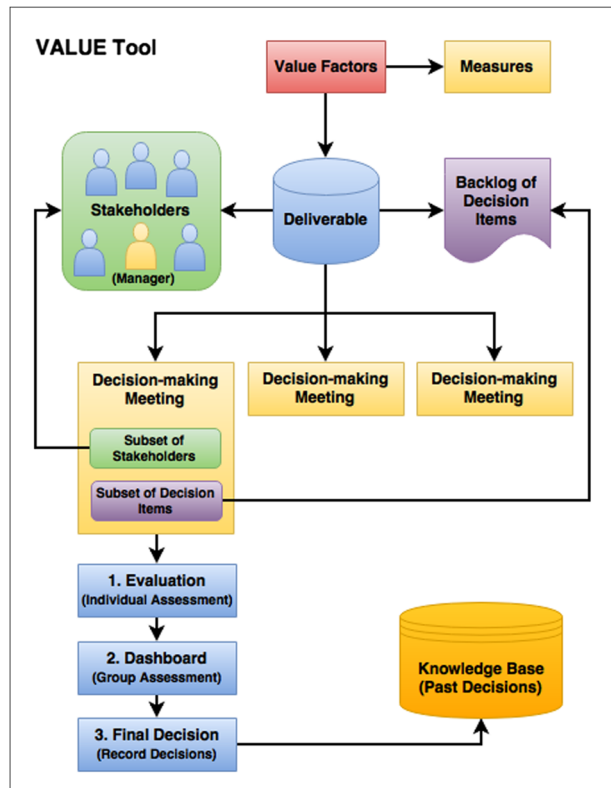 VALUE Tool
Value Factors
Measures
Stakeholders
(Manager)
Deliverable
Backlog of
Decision
Items
Decision-making
Meeting
Subset of
Stakeholders
Subset of Decision
Items
Decision-making
Meeting
Decision-making
Meeting
1. Evaluation
(Individual Assessment)
2. Dashboard
(Group Assessment)
3. Final Decision
(Record Decisions)
Knowledge Base
(Past Decisions)